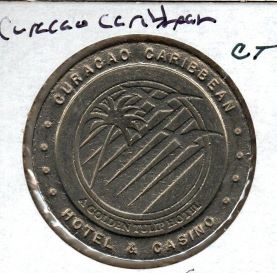 Curacao Caribbean
CT
CURACAO CARIBBEAN
A GOLDEN TULIP HOTEL
HOTEL & CASINO